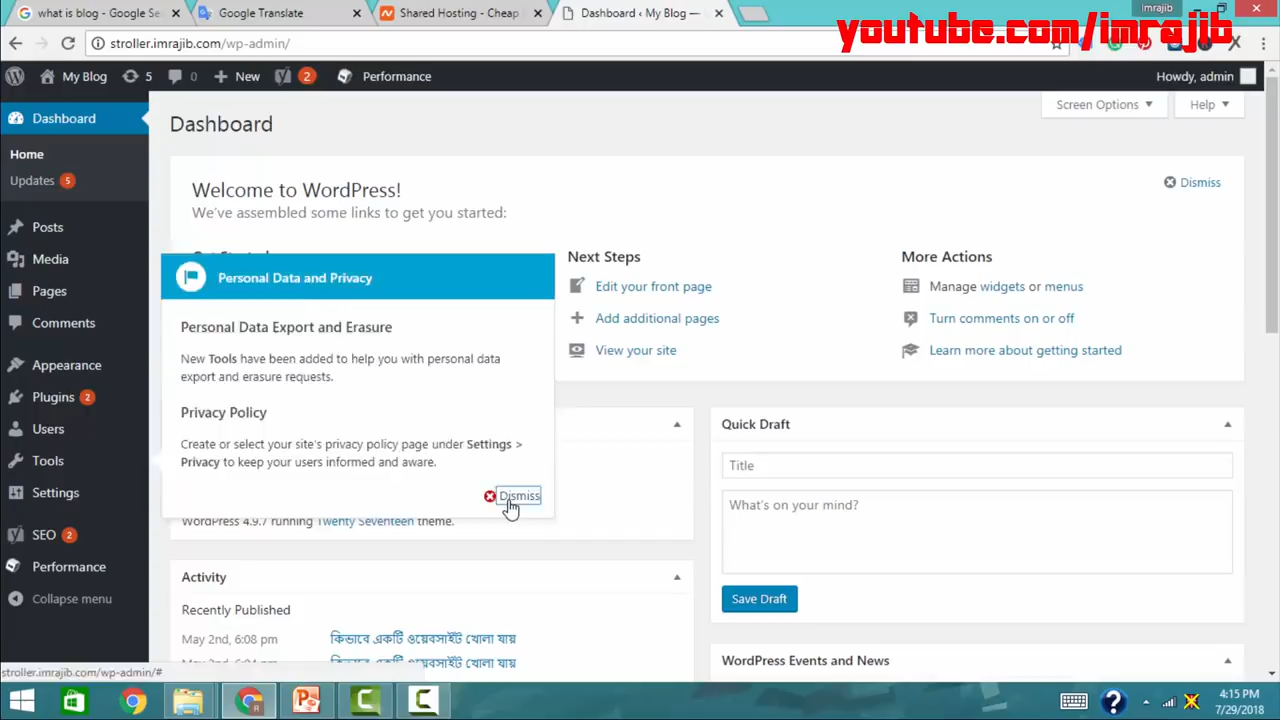 what is blog - Google Se
Google Translate
Shared Hosting - Cheap
Dashboard ‹ My Blog —
Imrajib
youtube.com/imrajib
stroller.imrajib.com/wp-admin/
My Blog
5
0
New
2
Performance
Howdy, admin
Dashboard
Home
Updates 5
Posts
Media
Pages
Comments
Appearance
Plugins 2
Users
Tools
Settings
SEO 2
Performance
Collapse menu
Screen Options
Help
Dashboard
Welcome to WordPress!
We've assembled some links to get you started:
Dismiss
Personal Data and Privacy
Personal Data Export and Erasure
New Tools have been added to help you with personal data
export and erasure requests.
Privacy Policy
Create or select your site's privacy policy page under Settings >
Privacy to keep your users informed and aware.
Dismiss
Next Steps
Edit your front page
Add additional pages
View your site
More Actions
Manage widgets or menus
Turn comments on or off
Learn more about getting started
WordPress 4.9.7 running Twenty Seventeen theme.
Activity
Recently Published
May 2nd, 6:08 pm
কিভাবে একটি ওয়েবসাইট খোলা যায়
May 2nd, 6:04 pm
কিভাবে একটি ওয়েবসাইট খোলা যায়
Quick Draft
Title
What's on your mind?
Save Draft
WordPress Events and News
stroller.imrajib.com/wp-admin/#
4:15 PM
7/29/2018